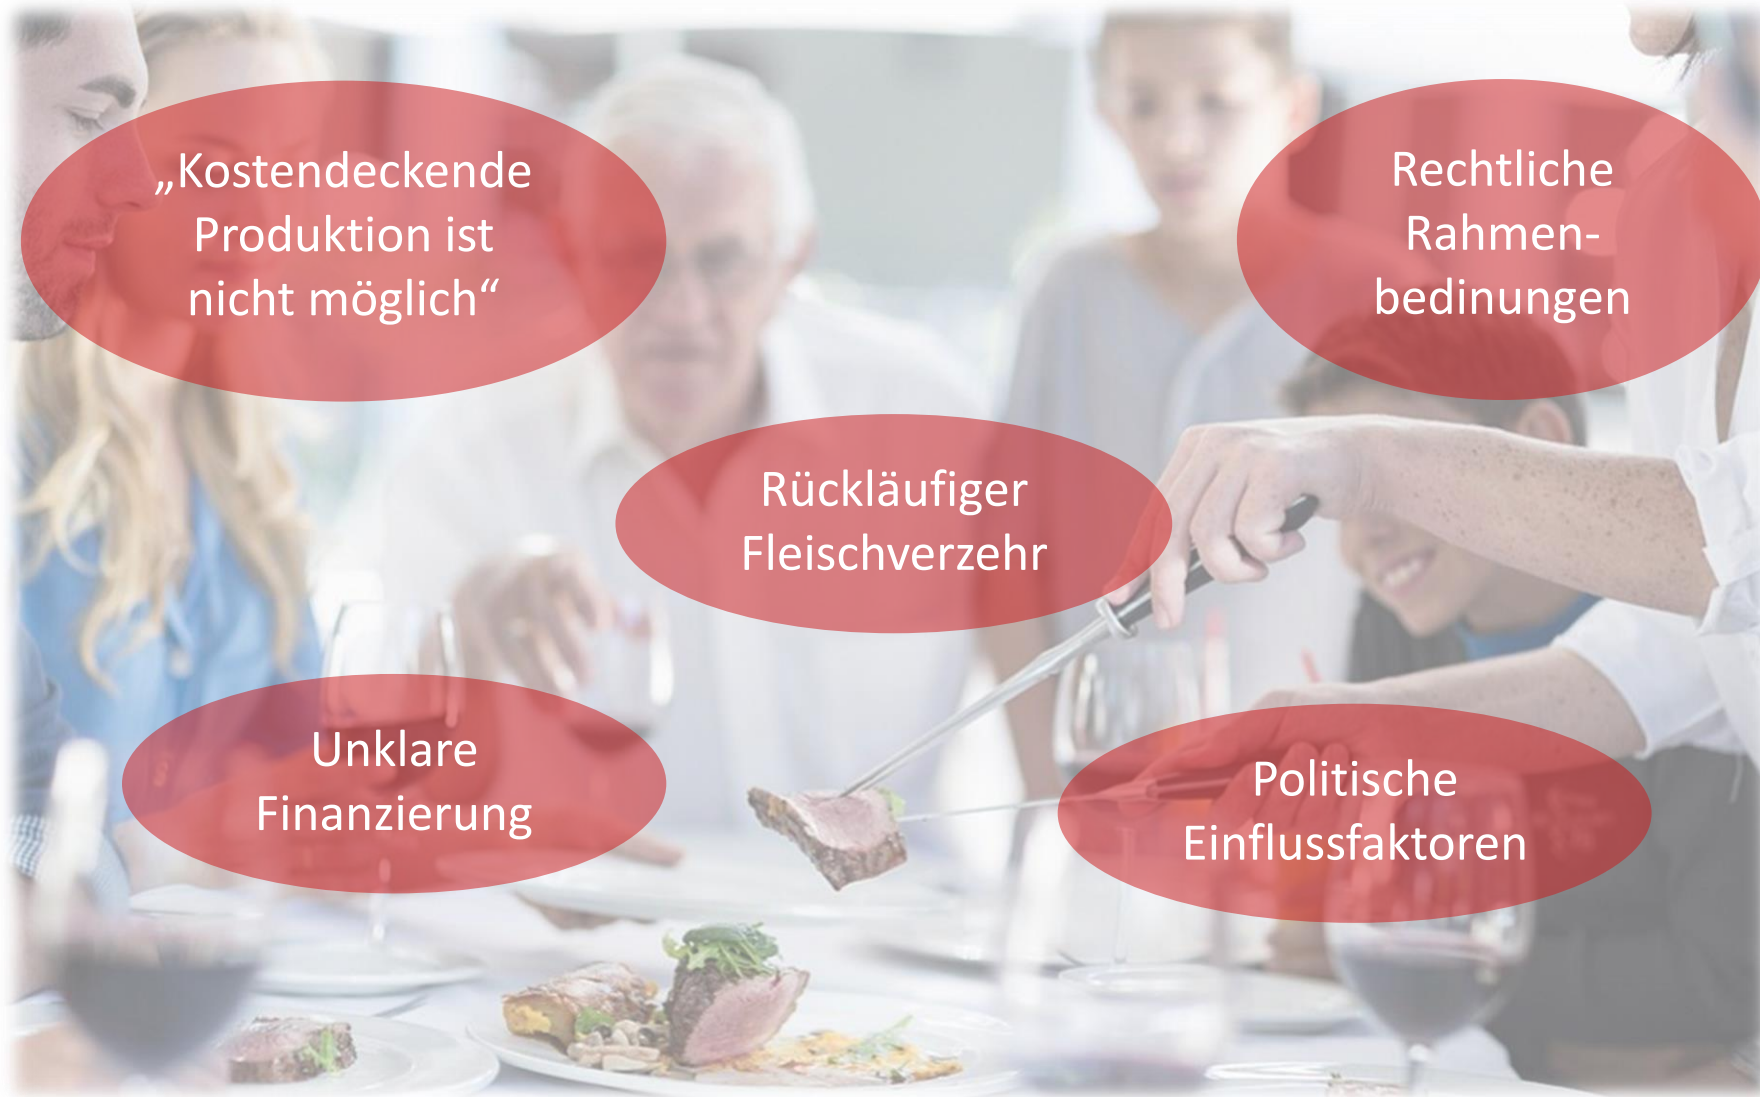 „Kostendeckende
Produktion ist
nicht möglich“
Rechtliche
Rahmen-
bedinungen
Rückläufiger
Fleischverzehr
Unklare
Finanzierung
Politische
Einflussfaktoren